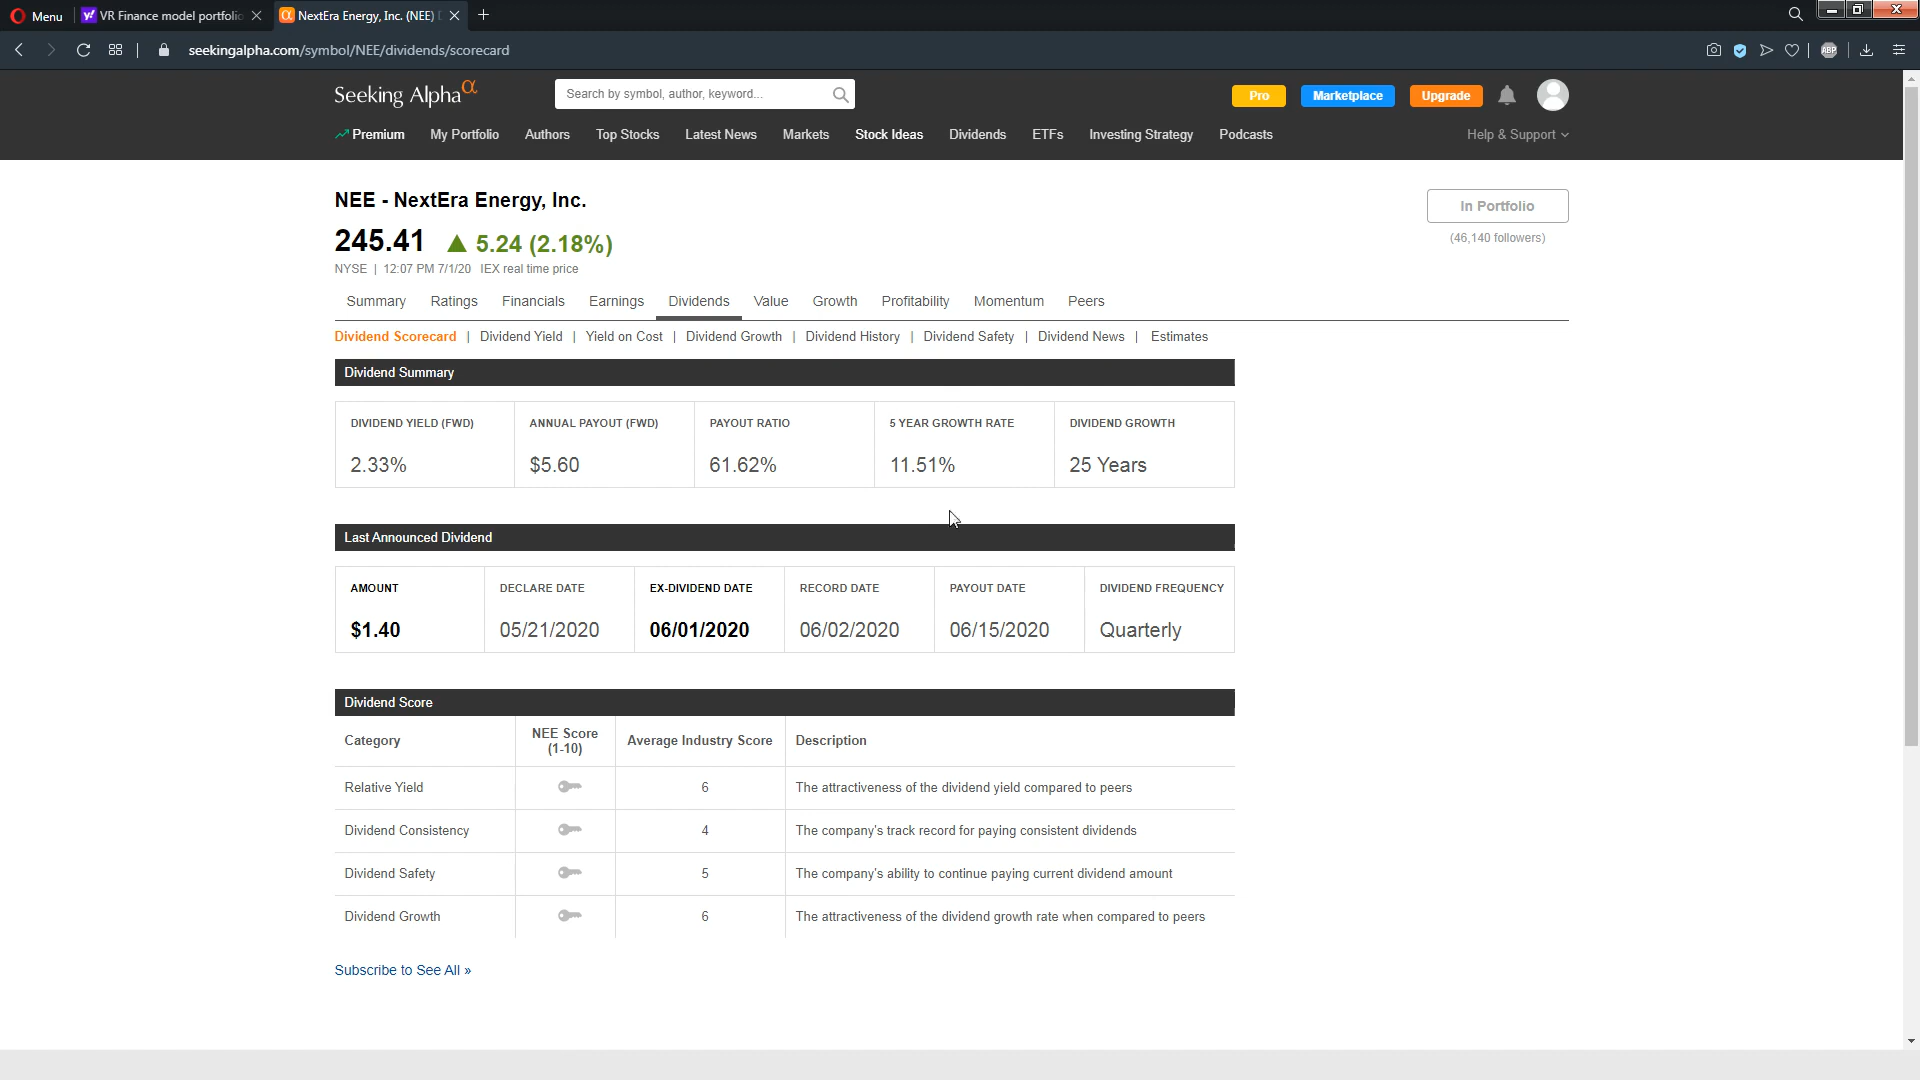 Menu
VR Finance model portfolio
NextEra Energy, Inc. (NEE)
seekingalpha.com/symbol/NEE/dividends/scorecard
ABP
Seeking Alpha α
Search by symbol, author, keyword...
Pro
Marketplace
Upgrade
Premium My Portfolio Authors Top Stocks Latest News Markets Stock Ideas Dividends ETFs Investing Strategy Podcasts Help & Support
NEE - NextEra Energy, Inc.
In Portfolio
(46,140 followers)
245.41 ▲ 5.24 (2.18%)
NYSE | 12:07 PM 7/1/20 IEX real time price
Summary Ratings Financials Earnings Dividends Value Growth Profitability Momentum Peers
Dividend Scorecard | Dividend Yield | Yield on Cost | Dividend Growth | Dividend History | Dividend Safety | Dividend News | Estimates
Dividend Summary
DIVIDEND YIELD (FWD) ANNUAL PAYOUT (FWD) PAYOUT RATIO 5 YEAR GROWTH RATE DIVIDEND GROWTH
2.33% $5.60 61.62% 11.51% 25 Years
Last Announced Dividend
AMOUNT DECLARE DATE EX-DIVIDEND DATE RECORD DATE PAYOUT DATE DIVIDEND FREQUENCY
$1.40 05/21/2020 06/01/2020 06/02/2020 06/15/2020 Quarterly
Dividend Score
Category NEE Score (1-10) Average Industry Score Description
Relative Yield 6 The attractiveness of the dividend yield compared to peers
Dividend Consistency 4 The company's track record for paying consistent dividends
Dividend Safety 5 The company's ability to continue paying current dividend amount
Dividend Growth 6 The attractiveness of the dividend growth rate when compared to peers
Subscribe to See All »